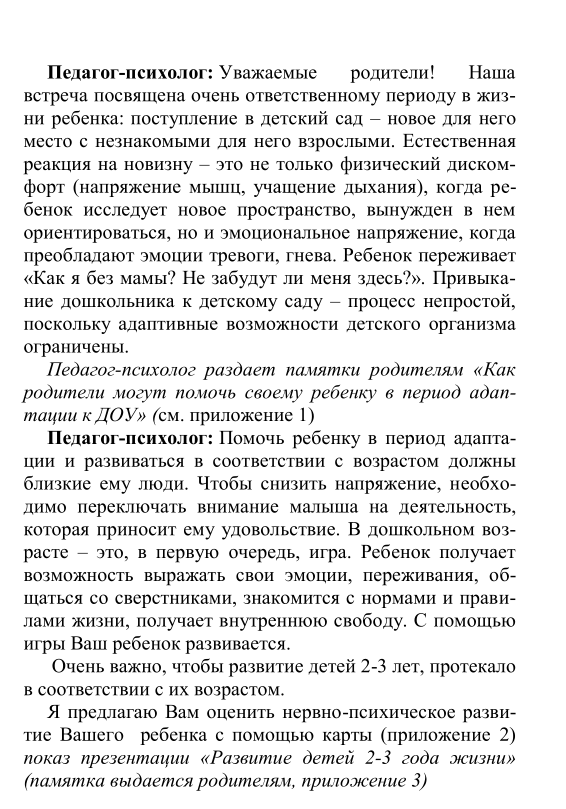 Педагог-психолог: Уважаемые родители! Наша
встреча посвящена очень ответственному периоду в жиз-
ни ребенка: поступление в детский сад – новое для него
место с незнакомыми для него взрослыми. Естественная
реакция на новизну – это не только физический диском-
форт (напряжение мышц, учащение дыхания), когда ре-
бенок исследует новое пространство, вынужден в нем
ориентироваться, но и эмоциональное напряжение, когда
преобладают эмоции тревоги, гнева. Ребенок переживает
«Как я без мамы? Не забудут ли меня здесь?». Привыка-
ние дошкольника к детскому саду – процесс непростой,
поскольку адаптивные возможности детского организма
ограничены.
Педагог-психолог раздает памятки родителям «Как
родители могут помочь своему ребенку в период адап-
тации к ДОУ» (см. приложение 1)
Педагог-психолог: Помочь ребенку в период адапта-
ции и развиваться в соответствии с возрастом должны
близкие ему люди. Чтобы снизить напряжение, необхо-
димо переключать внимание малыша на деятельность,
которая приносит ему удовольствие. В дошкольном воз-
расте – это, в первую очередь, игра. Ребенок получает
возможность выражать свои эмоции, переживания, об-
щаться со сверстниками, знакомится с нормами и прави-
лами жизни, получает внутреннюю свободу. С помощью
игры Ваш ребенок развивается.
Очень важно, чтобы развитие детей 2-3 лет, протекало
в соответствии с их возрастом.
Я предлагаю Вам оценить нервно-психическое разви-
тие Вашего ребенка с помощью карты (приложение 2)
показ презентации «Развитие детей 2-3 года жизни»
(памятка выдается родителям, приложение 3)